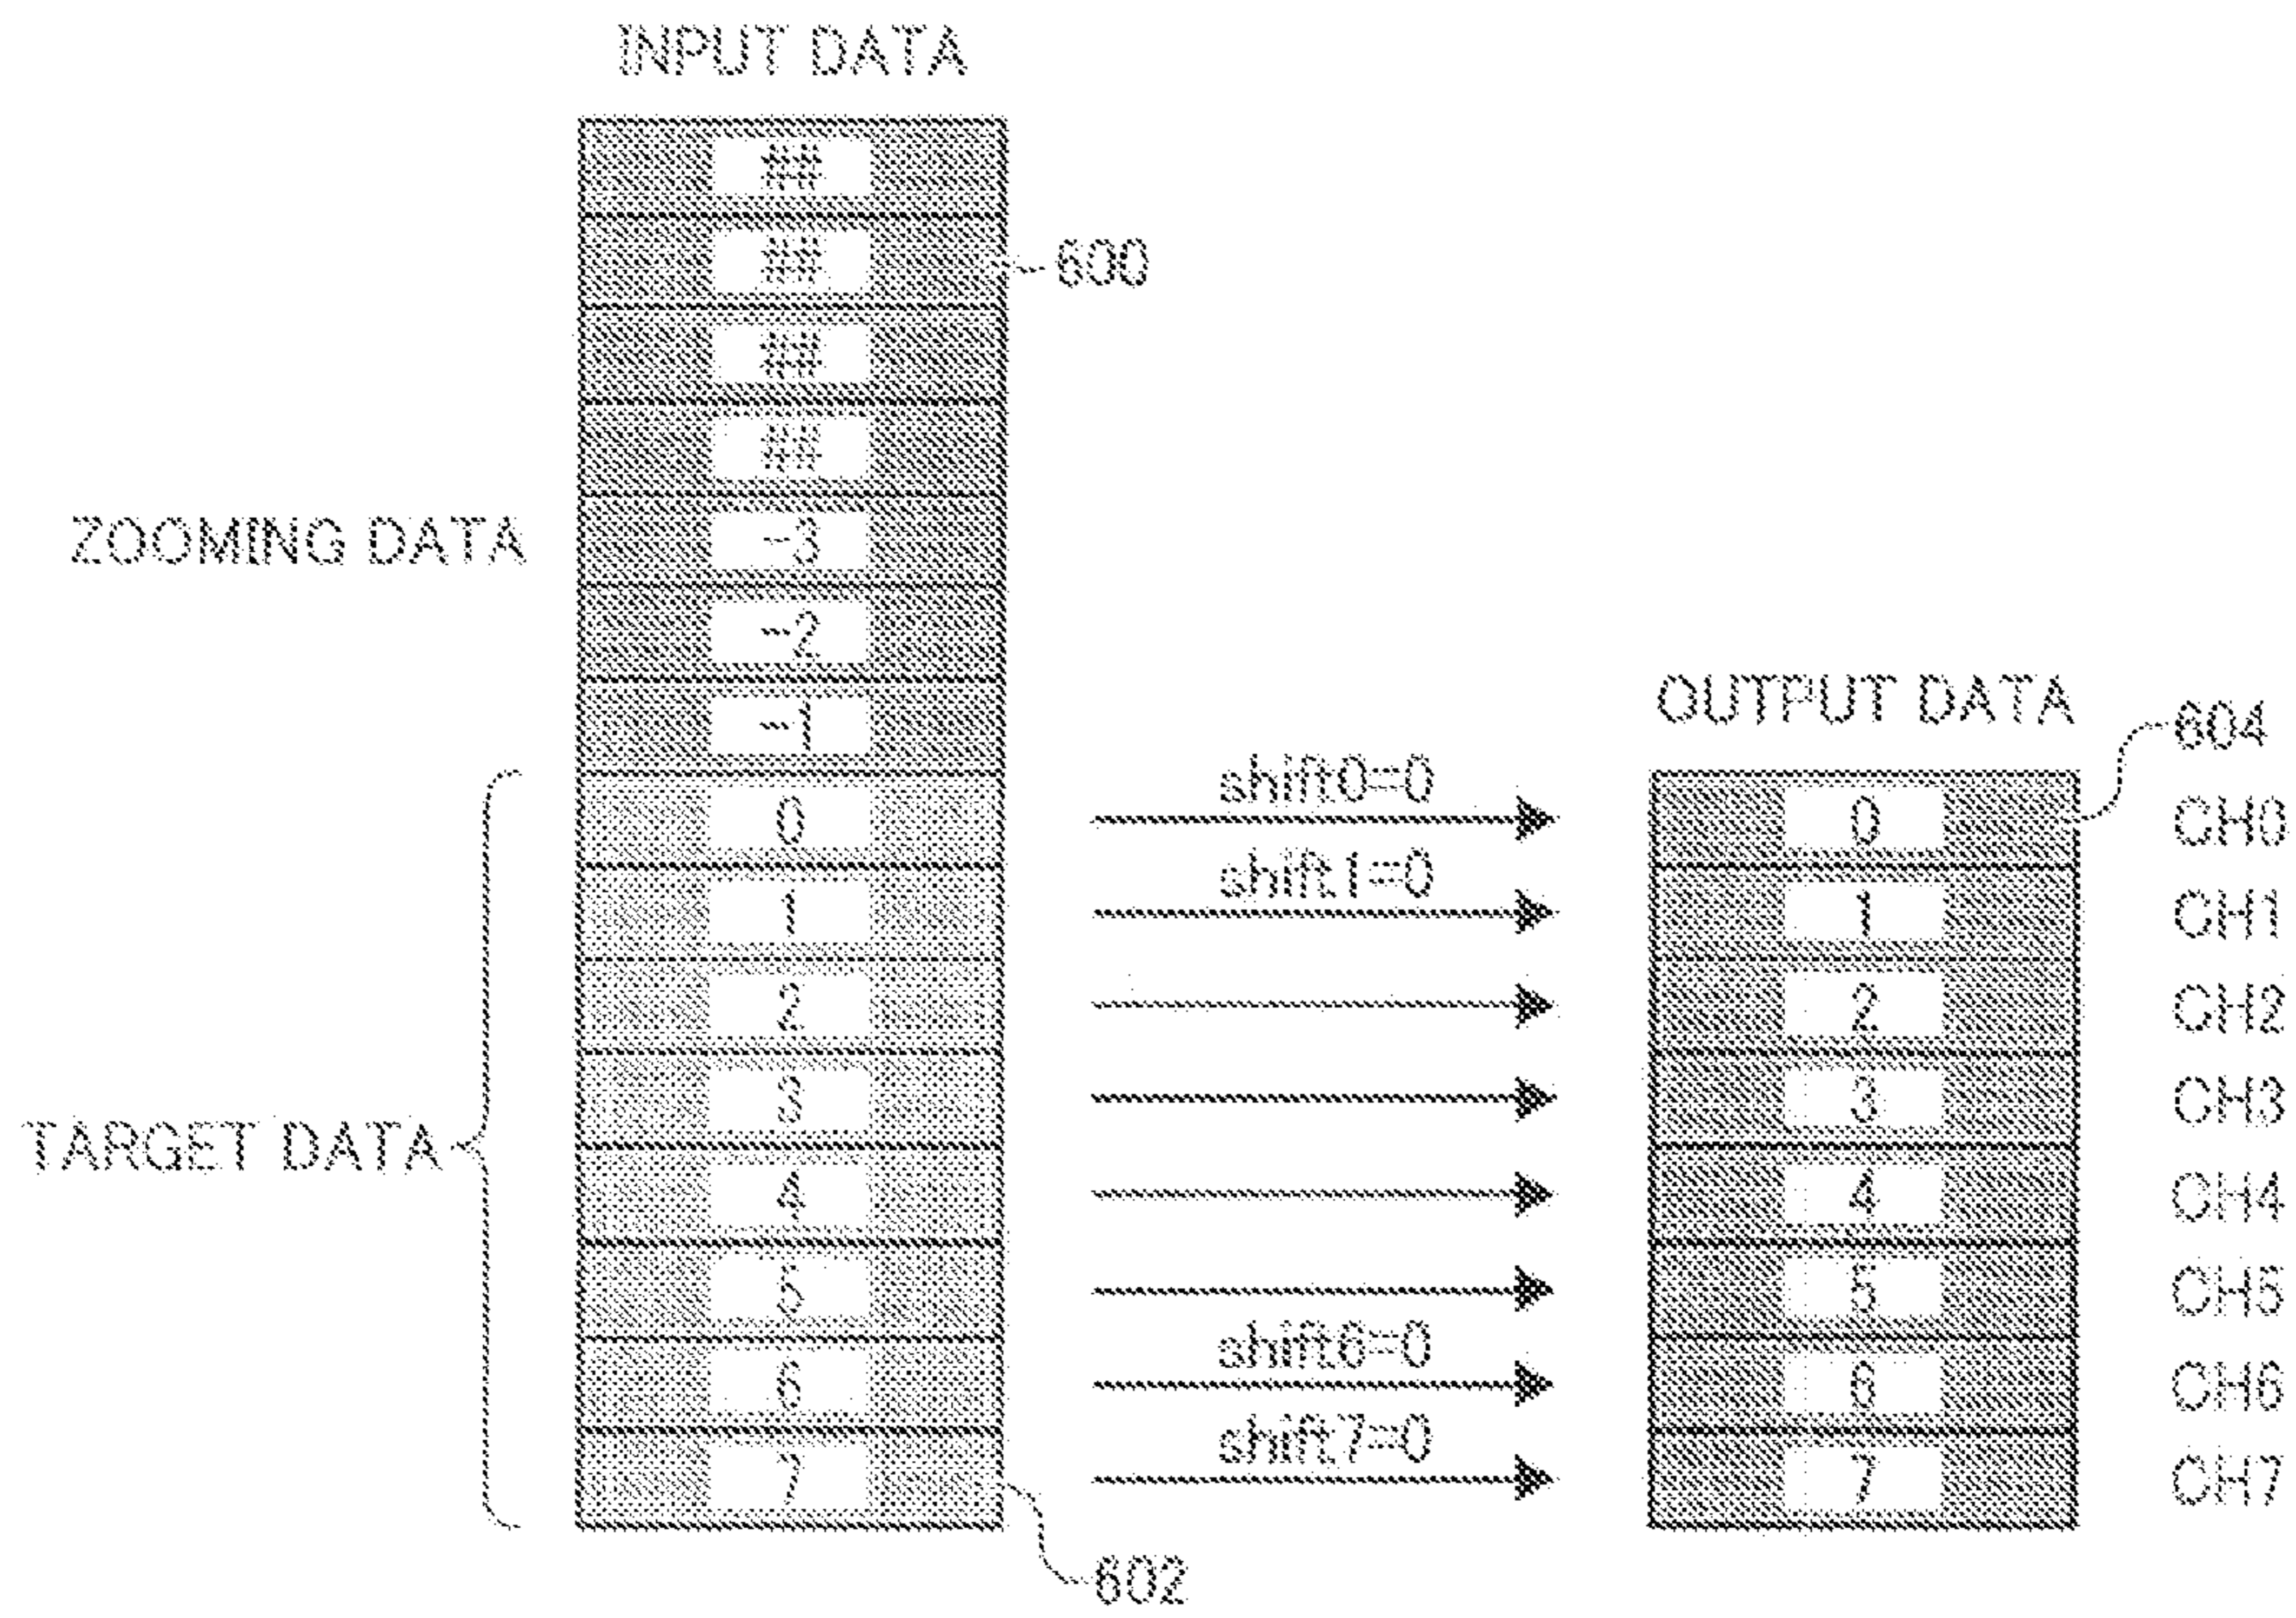 INPUT DATA
##
## 600
##
##
ZOOMING DATA -3
-2
-1
OUTPUT DATA 604
0 shift0=0 0 CH0
1 shift1=0 1 CH1
2 2 CH2
3 3 CH3
TARGET DATA
4 4 CH4
5 5 CH5
6 shift6=0 6 CH6
7 shift7=0 7 CH7
602